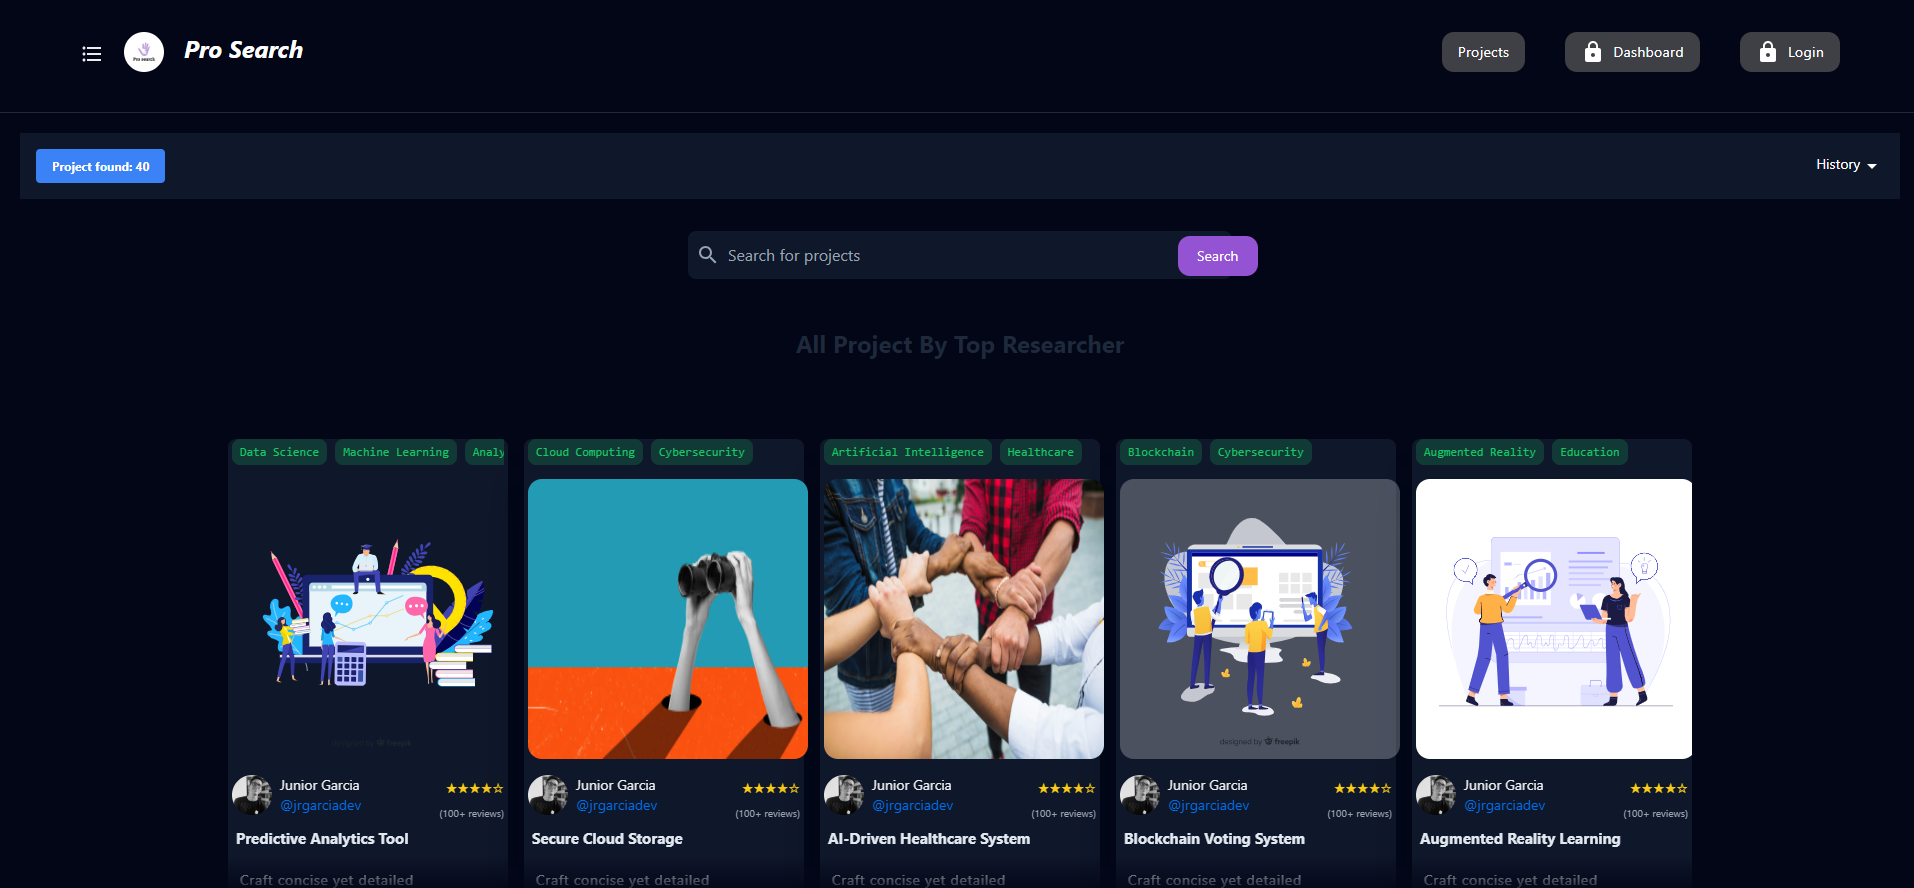 Pro search
Pro Search
Projects
Dashboard
Login
Project found: 40
History
Search for projects
Search
All Project By Top Researcher
Data Science
Machine Learning
Analy
Cloud Computing
Cybersecurity
Artificial Intelligence
Healthcare
Blockchain
Cybersecurity
Augmented Reality
Education
designed by freepik
designed by freepik
Junior Garcia
@jrgarciadev
(100+ reviews)
Predictive Analytics Tool
Craft concise yet detailed
Junior Garcia
@jrgarciadev
(100+ reviews)
Secure Cloud Storage
Craft concise yet detailed
Junior Garcia
@jrgarciadev
(100+ reviews)
AI-Driven Healthcare System
Craft concise yet detailed
Junior Garcia
@jrgarciadev
(100+ reviews)
Blockchain Voting System
Craft concise yet detailed
Junior Garcia
@jrgarciadev
(100+ reviews)
Augmented Reality Learning
Craft concise yet detailed